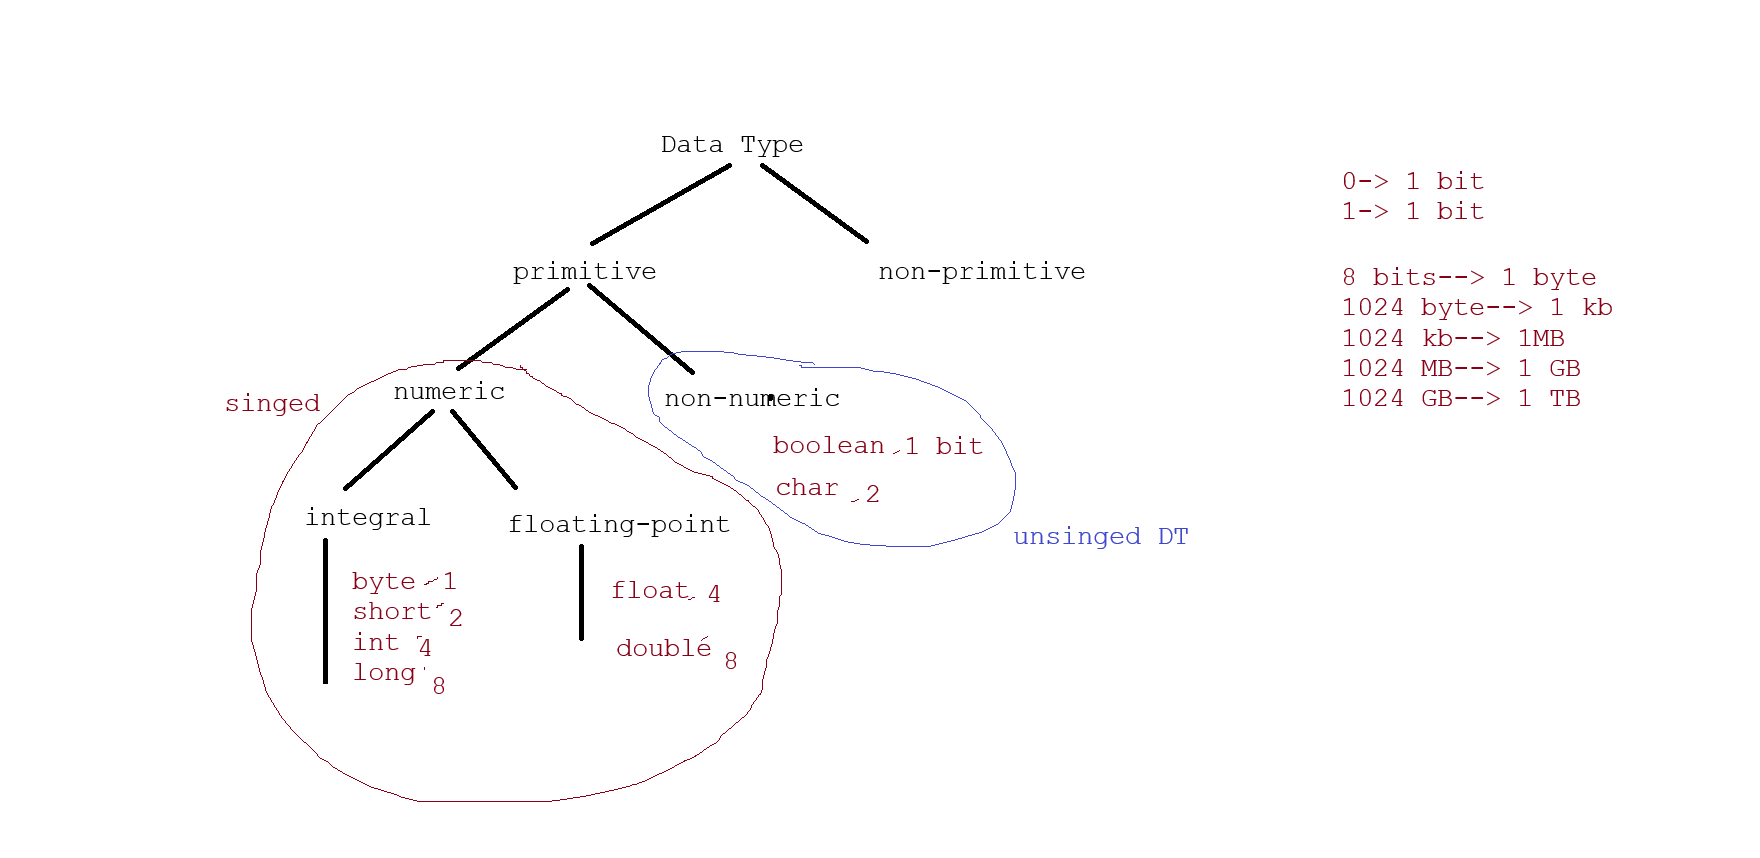 Data Type
primitive
non-primitive
numeric
non-numeric
singed
boolean 1 bit
char 2
unsinged DT
integral
floating-point
byte 1
short 2
int 4
long 8
float 4
double 8
0-> 1 bit
1-> 1 bit
8 bits--> 1 byte
1024 byte--> 1 kb
1024 kb--> 1MB
1024 MB--> 1 GB
1024 GB--> 1 TB